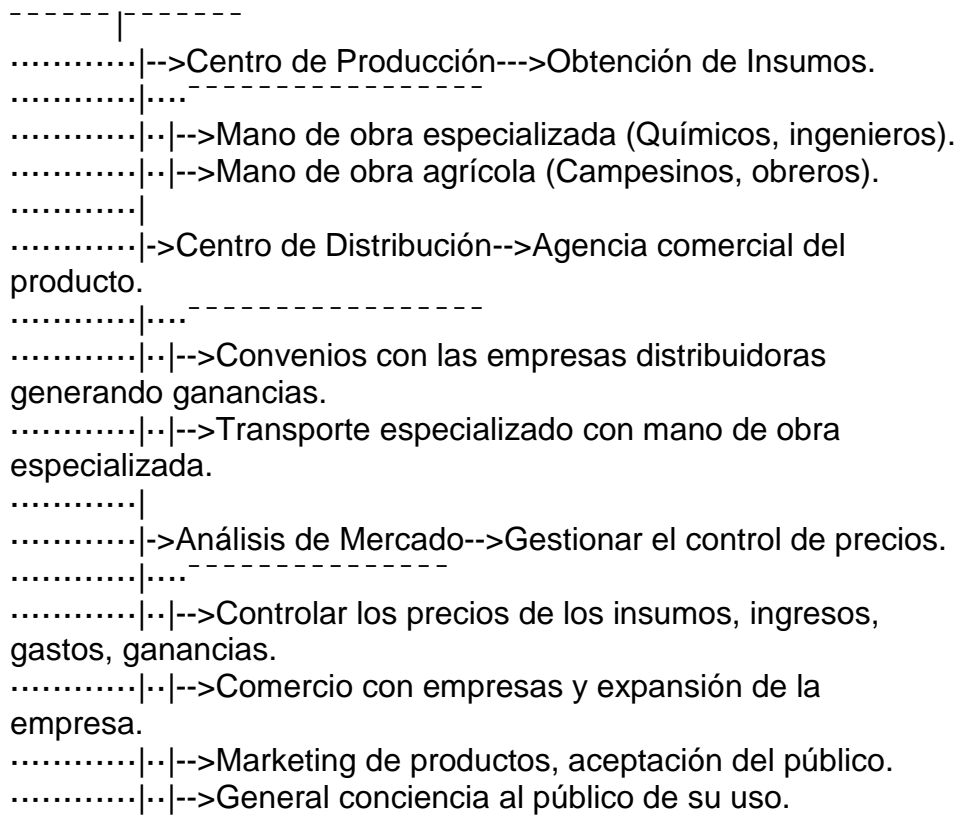 ¯¯¯¯¯¯|¯¯¯¯¯¯¯
············|-->Centro de Producción--->Obtención de Insumos.
············|····¯¯¯¯¯¯¯¯¯¯¯¯¯¯¯¯¯
············|··|-->Mano de obra especializada (Químicos, ingenieros).
············|··|-->Mano de obra agrícola (Campesinos, obreros).
············|
············|->Centro de Distribución-->Agencia comercial del
producto.
············|····¯¯¯¯¯¯¯¯¯¯¯¯¯¯¯¯¯
············|··|-->Convenios con las empresas distribuidoras
generando ganancias.
············|··|-->Transporte especializado con mano de obra
especializada.
············|
············|->Análisis de Mercado-->Gestionar el control de precios.
············|····¯¯¯¯¯¯¯¯¯¯¯¯¯¯¯
············|··|-->Controlar los precios de los insumos, ingresos,
gastos, ganancias.
············|··|-->Comercio con empresas y expansión de la
empresa.
············|··|-->Marketing de productos, aceptación del público.
············|··|-->General conciencia al público de su uso.